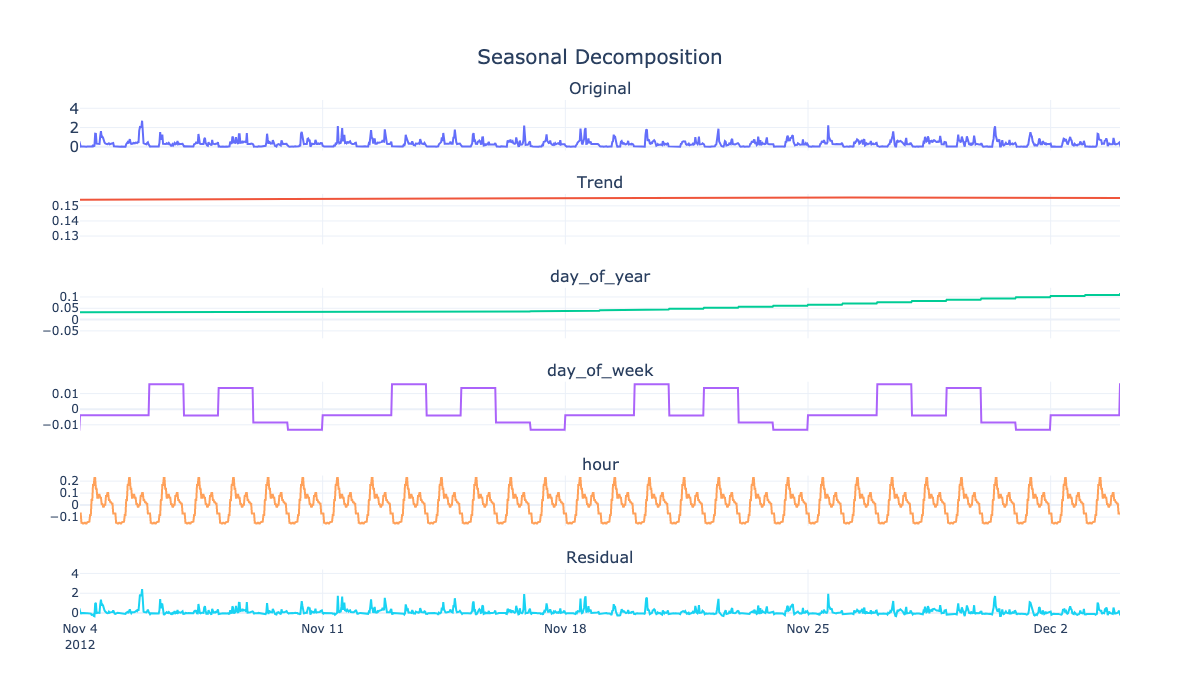 Seasonal Decomposition
Original
4
2
0
Trend
0.15
0.14
0.13
day_of_year
0.1
0.05
0
−0.05
day_of_week
0.01
0
−0.01
hour
0.2
0.1
0
−0.1
Residual
4
2
0
Nov 4 Nov 11 Nov 18 Nov 25 Dec 2
2012